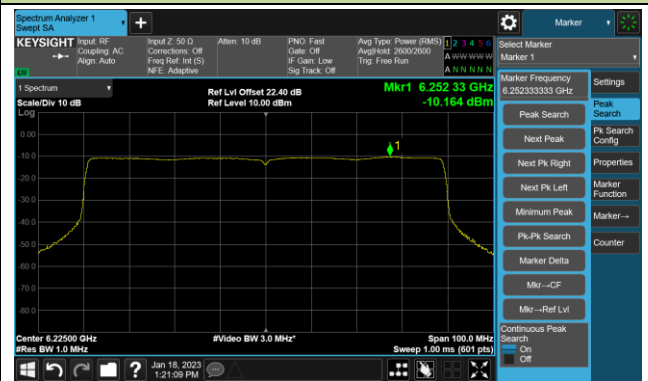 Spectrum Analyzer 1
Swept SA
Marker
KEYSIGHT
Input: RF
Coupling: AC
Align: Auto
Input Z: 50 Ω
Corrections: Off
Freq Ref: Int (S)
NFE: Adaptive
Atten: 10 dB
PNO: Fast
Gate: Off
IF Gain: Low
Sig Track: Off
Avg Type: Power (RMS)
Avg|Hold: 2600/2600
Trig: Free Run
1 2 3 4 5 6
A W W W W W
A N N N N N
Select Marker
Marker 1
1 Spectrum
Scale/Div 10 dB
Log
Ref Lvl Offset 22.40 dB
Ref Level 10.00 dBm
Mkr1 6.252 33 GHz
-10.164 dBm
Marker Frequency
6.252333333 GHz
Peak Search
Next Peak
Next Pk Right
Next Pk Left
Minimum Peak
Pk-Pk Search
Marker Delta
Mkr→CF
Mkr→Ref Lvl
Continuous Peak
Search
On
Off
Settings
Peak
Search
Pk Search
Config
Properties
Marker
Function
Marker→
Counter
0.00
-10.0
-20.0
-30.0
-40.0
-50.0
-60.0
-70.0
-80.0
1
Center 6.22500 GHz
#Res BW 1.0 MHz
#Video BW 3.0 MHz*
Span 100.0 MHz
Sweep 1.00 ms (601 pts)
Jan 18, 2023
1:21:09 PM